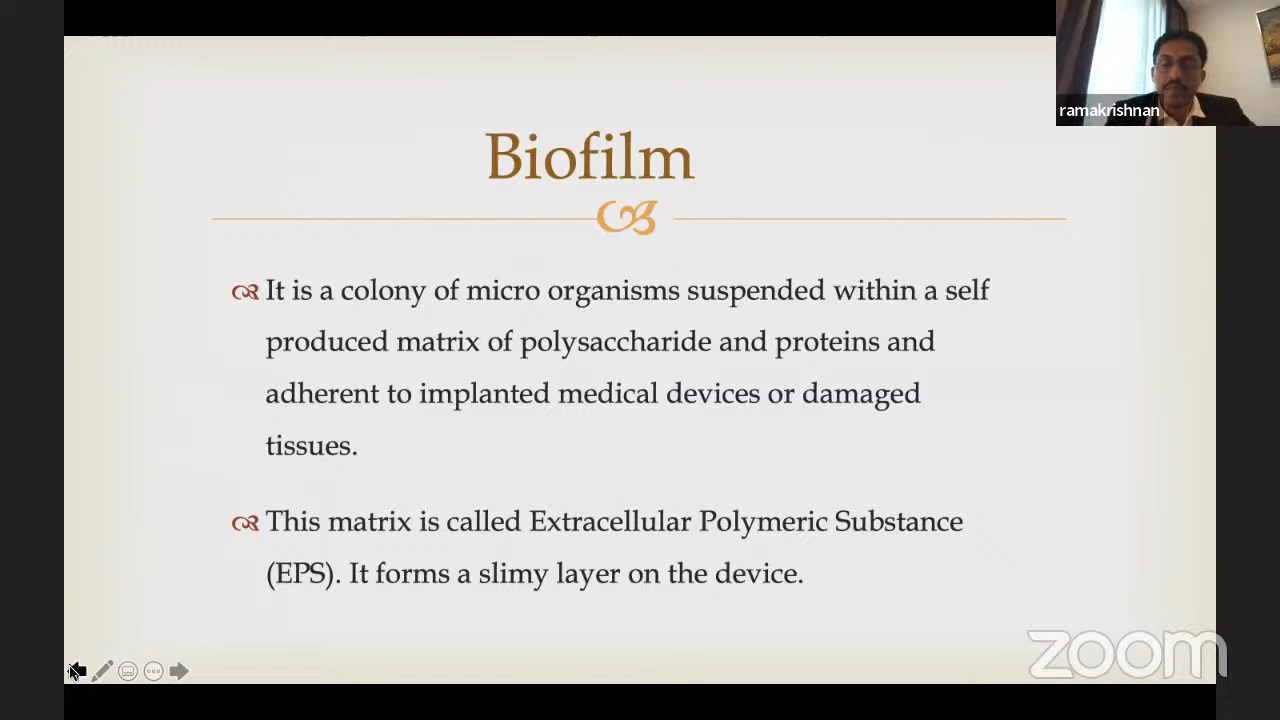 ramakrishnan
Biofilm
It is a colony of micro organisms suspended within a self
produced matrix of polysaccharide and proteins and
adherent to implanted medical devices or damaged
tissues.
This matrix is called Extracellular Polymeric Substance
(EPS). It forms a slimy layer on the device.
zoom